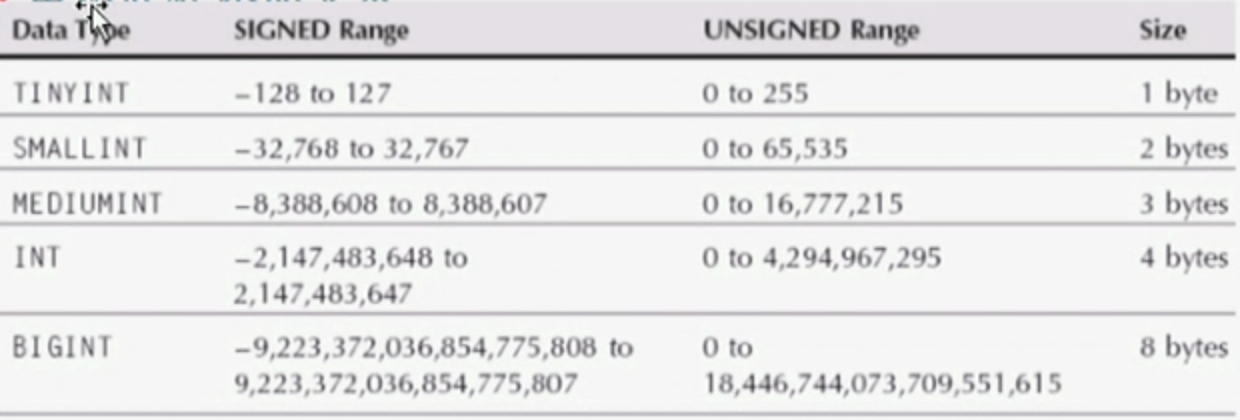 Data Type SIGNED Range UNSIGNED Range Size
TINYINT –128 to 127 0 to 255 1 byte
SMALLINT –32,768 to 32,767 0 to 65,535 2 bytes
MEDIUMINT –8,388,608 to 8,388,607 0 to 16,777,215 3 bytes
INT –2,147,483,648 to 0 to 4,294,967,295 4 bytes
2,147,483,647
BIGINT –9,223,372,036,854,775,808 to 0 to 8 bytes
9,223,372,036,854,775,807 18,446,744,073,709,551,615